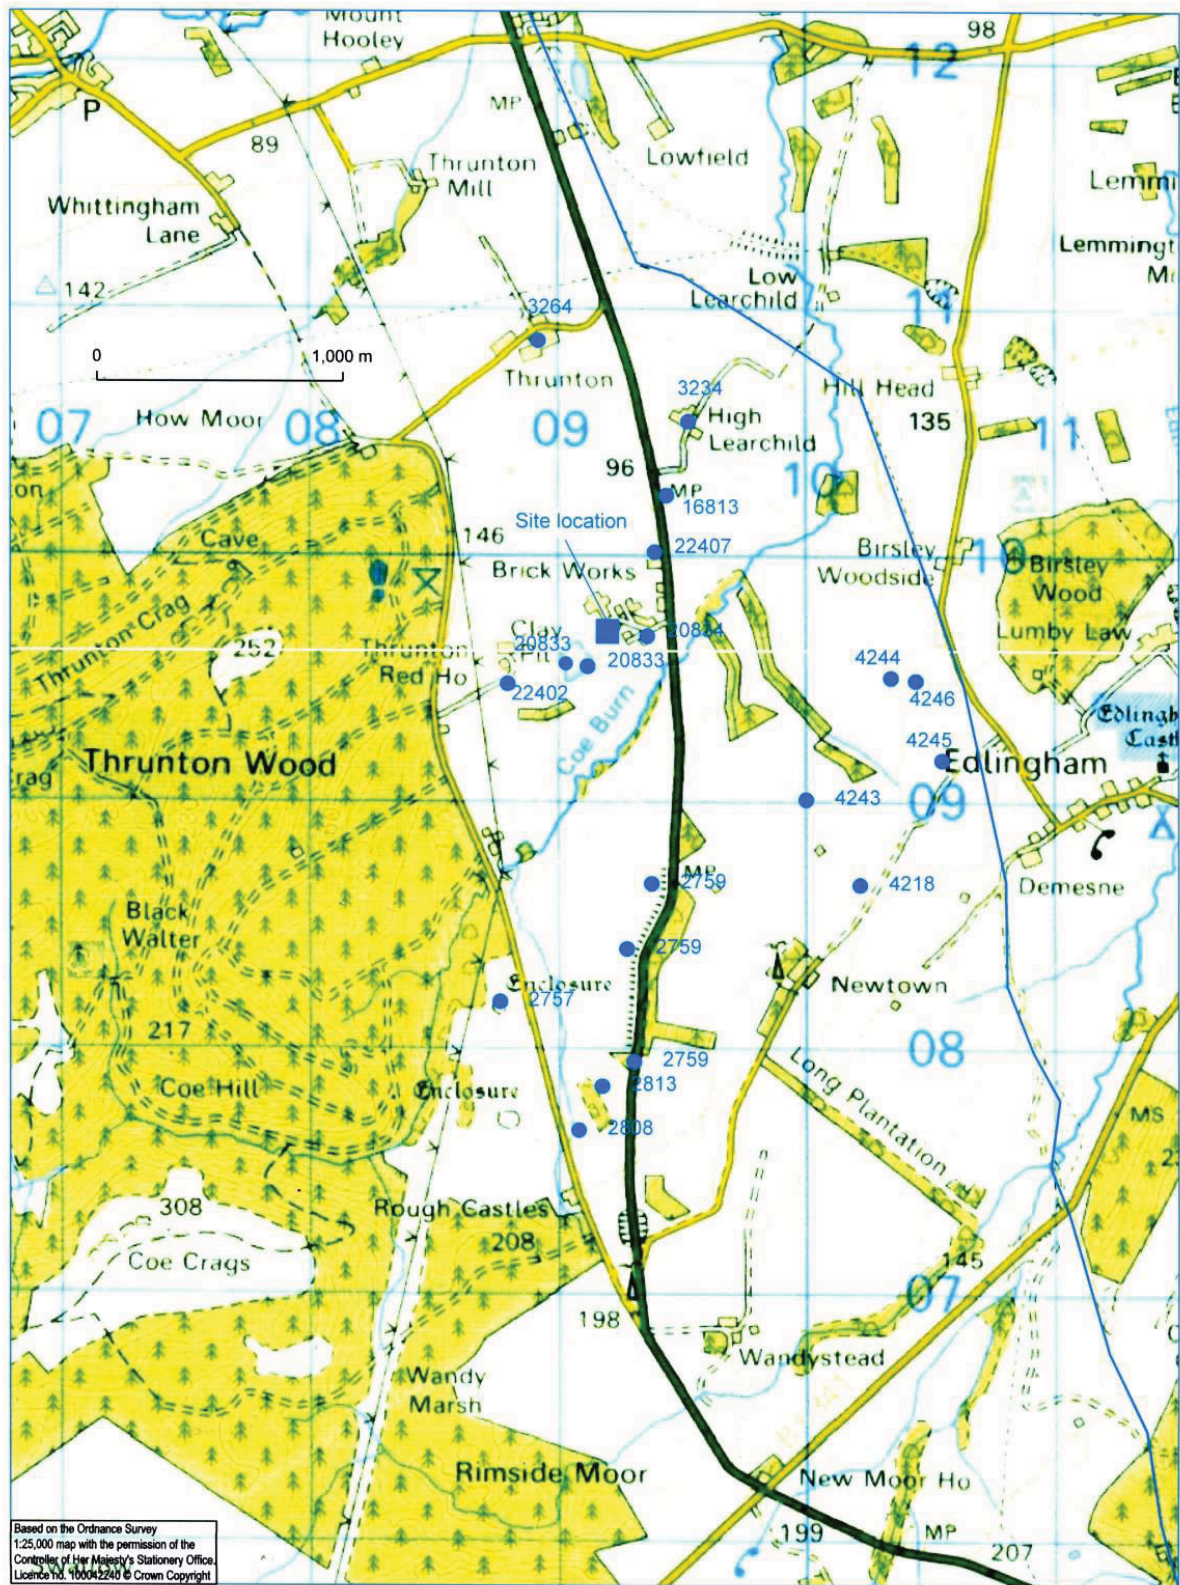 Mount
Hooley
98
12
P
MP
89
Lowfield
Thrunton
Mill
Whittingham
Lane
Lemmi
Lemmingt
Mi
142
Low
Learchild
11
3264
0
1,000 m
Thrunton
Hill Head
3234
High
Learchild
135
How Moor
07
08
09
11
96
10
MP
16813
on
Site location
146
Cave
22407
Brick Works
Birsley
Woodside
10
Birsley
Wood
Thrunton Crag
Clay
Pit
20834
Lumby Law
252
20833
20833
Thrunton
Red Ho
22402
4244
4246
Coe Burn
Edlingh
Castl
4245
Thrunton Wood
Edlingham
rag
4243
09
MP
2759
4218
Demesne
Black
Walter
2759
Enclosure
2757
Newtown
217
08
2759
Coe Hill
Enclosure
2813
Long Plantation
MS
2808
23
308
Rough Castles
208
Coe Crags
145
07
198
Wandystead
Wandy
Marsh
B6341
Rimside Moor
New Moor Ho
199
MP
207
Based on the Ordnance Survey
1:25,000 map with the permission of the
Controller of Her Majesty's Stationery Office.
Licence no. 100042240 © Crown Copyright